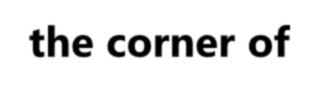 the corner of